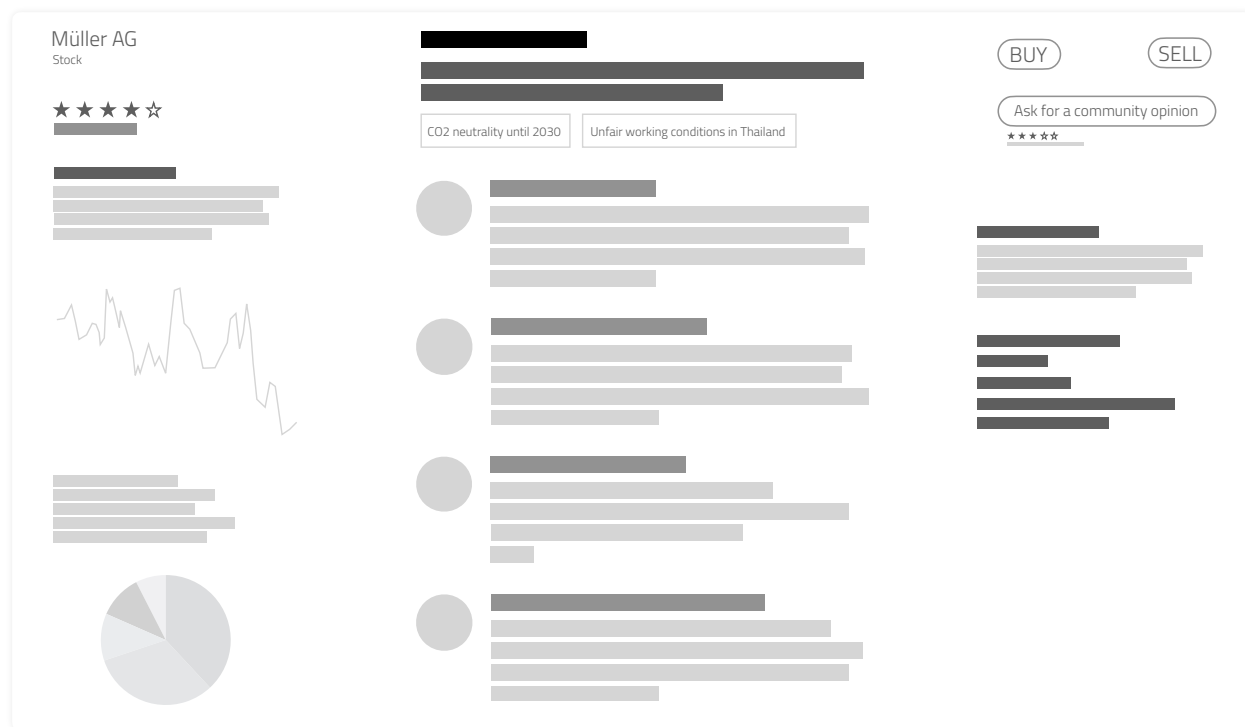 Müller AG
Stock
CO2 neutrality until 2030
Unfair working conditions in Thailand
BUY
SELL
Ask for a community opinion